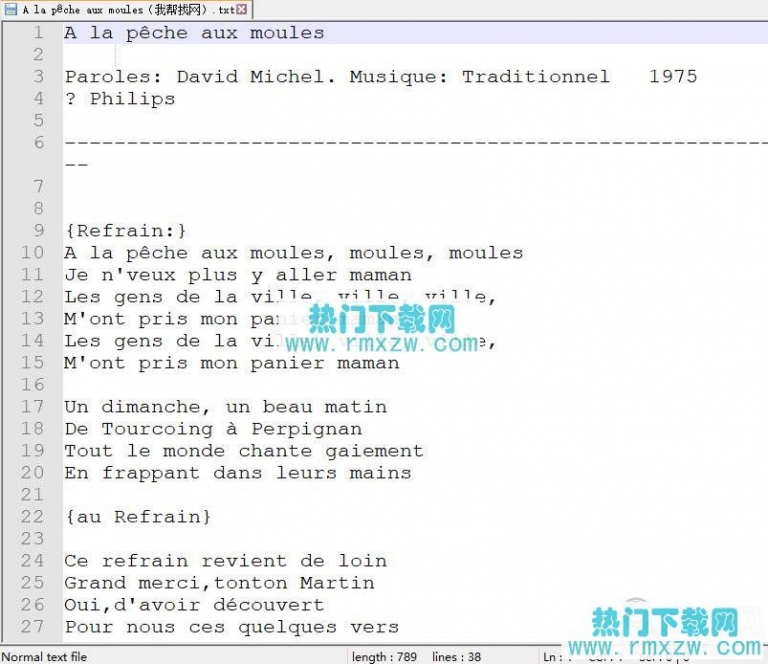 A la pêche aux moules（我帮找网）.txt
1 A la pêche aux moules
2
3 Paroles: David Michel. Musique: Traditionnel 1975
4 ? Philips
5
6 ---------------------------------------------------------
--
7
8
9 {Refrain:}
10 A la pêche aux moules, moules, moules
11 Je n'veux plus y aller maman
12 Les gens de la ville, ville, ville,
13 M'ont pris mon
热门下载网
14 Les gens de la
www.rmxzw.com
15 M'ont pris mon panier maman
16
17 Un dimanche, un beau matin
18 De Tourcoing à Perpignan
19 Tout le monde chante gaiement
20 En frappant dans leurs mains
21
22 {au Refrain}
23
24 Ce refrain revient de loin
25 Grand merci,tonton Martin
26 Oui,d'avoir découvert
27 Pour nous ces quelques vers
热门下载网
www.rmxzw.com
Normal text file length : 789 lines : 38 Ln :